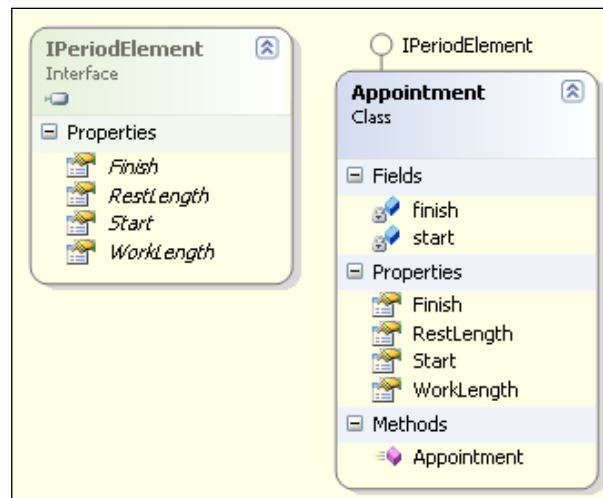 IPeriodElement
Interface
Properties
Finish
RestLength
Start
WorkLength
IPeriodElement
Appointment
Class
Fields
finish
start
Properties
Finish
RestLength
Start
WorkLength
Methods
Appointment